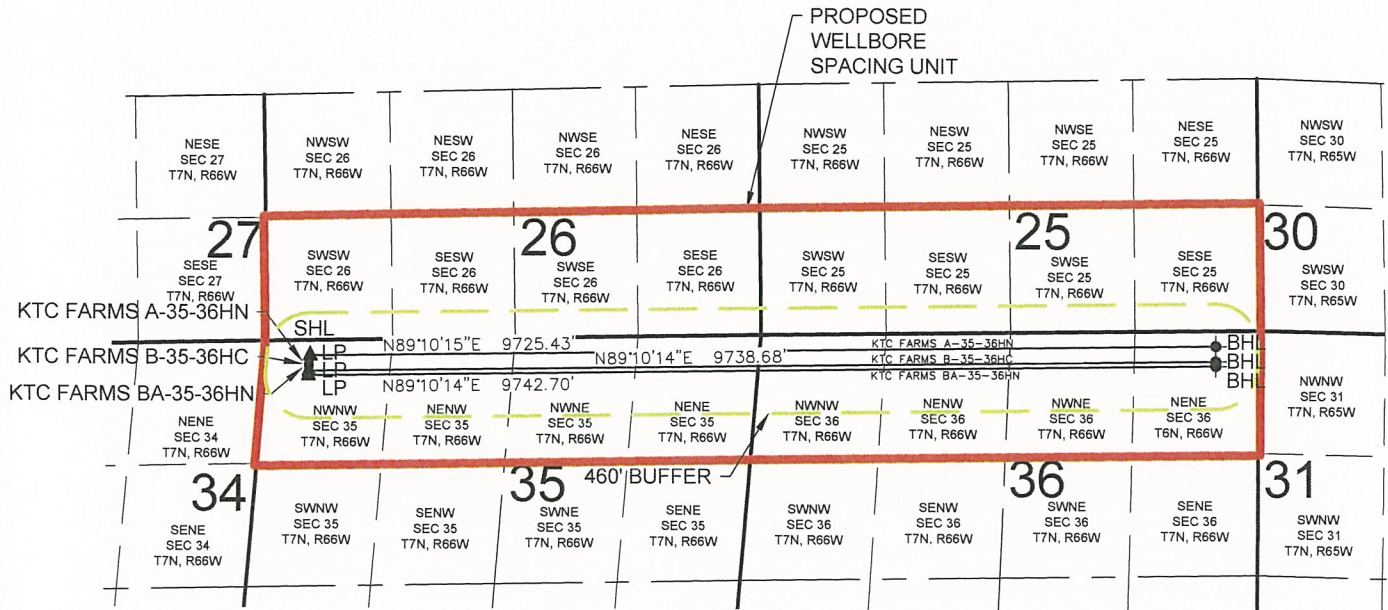 PROPOSED
WELLBORE
SPACING UNIT
NESE
SEC 27
T7N, R66W
NWSW
SEC 26
T7N, R66W
NESW
SEC 26
T7N, R66W
NWSE
SEC 26
T7N, R66W
NESE
SEC 26
T7N, R66W
NWSW
SEC 25
T7N, R66W
NESW
SEC 25
T7N, R66W
NWSE
SEC 25
T7N, R66W
NESE
SEC 25
T7N, R66W
NWSW
SEC 30
T7N, R65W
27
26
25
30
SESE
SEC 27
T7N, R66W
SWSW
SEC 26
T7N, R66W
SESW
SEC 26
T7N, R66W
SWSE
SEC 26
T7N, R66W
SESE
SEC 26
T7N, R66W
SWSW
SEC 25
T7N, R66W
SESW
SEC 25
T7N, R66W
SWSE
SEC 25
T7N, R66W
SESE
SEC 25
T7N, R66W
SWSW
SEC 30
T7N, R65W
KTC FARMS A-35-36HN
SHL
LP
N89°10'15"E 9725.43'
KTC FARMS A-35-36HN
BHL
KTC FARMS B-35-36HC
LP
N89°10'14"E 9738.68'
KTC FARMS B-35-36HC
BHL
KTC FARMS BA-35-36HN
LP
N89°10'14"E 9742.70'
KTC FARMS BA-35-36HN
BHL
NENE
SEC 34
T7N, R66W
NWNW
SEC 35
T7N, R66W
NENW
SEC 35
T7N, R66W
NWNE
SEC 35
T7N, R66W
NENE
SEC 35
T7N, R66W
NWNW
SEC 36
T7N, R66W
NENW
SEC 36
T7N, R66W
NWNE
SEC 36
T7N, R66W
NENE
SEC 36
T6N, R66W
NWNW
SEC 31
T7N, R65W
460' BUFFER
34
35
36
31
SENE
SEC 34
T7N, R66W
SWNW
SEC 35
T7N, R66W
SENW
SEC 35
T7N, R66W
SWNE
SEC 35
T7N, R66W
SENE
SEC 35
T7N, R66W
SWNW
SEC 36
T7N, R66W
SENW
SEC 36
T7N, R66W
SWNE
SEC 36
T7N, R66W
SENE
SEC 36
T7N, R66W
SWNW
SEC 31
T7N, R65W